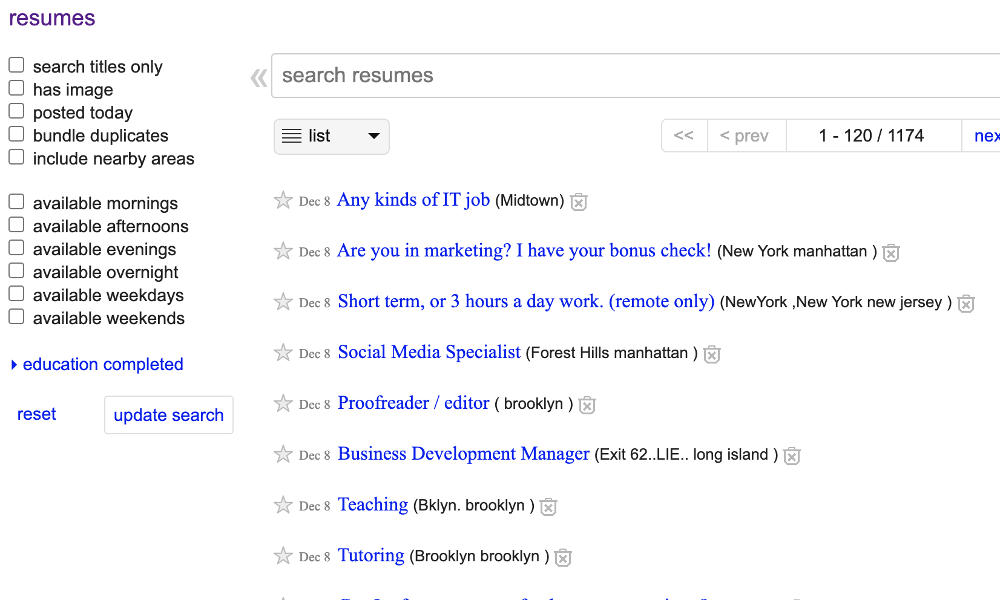 resumes
search titles only
has image
posted today
bundle duplicates
include nearby areas
available mornings
available afternoons
available evenings
available overnight
available weekdays
available weekends
education completed
reset
update search
search resumes
list
<<
< prev
1 - 120 / 1174
nex
Dec 8 Any kinds of IT job (Midtown)
Dec 8 Are you in marketing? I have your bonus check! (New York manhattan )
Dec 8 Short term, or 3 hours a day work. (remote only) (NewYork ,New York new jersey )
Dec 8 Social Media Specialist (Forest Hills manhattan )
Dec 8 Proofreader / editor ( brooklyn )
Dec 8 Business Development Manager (Exit 62..LIE.. long island )
Dec 8 Teaching (Bklyn. brooklyn )
Dec 8 Tutoring (Brooklyn brooklyn )